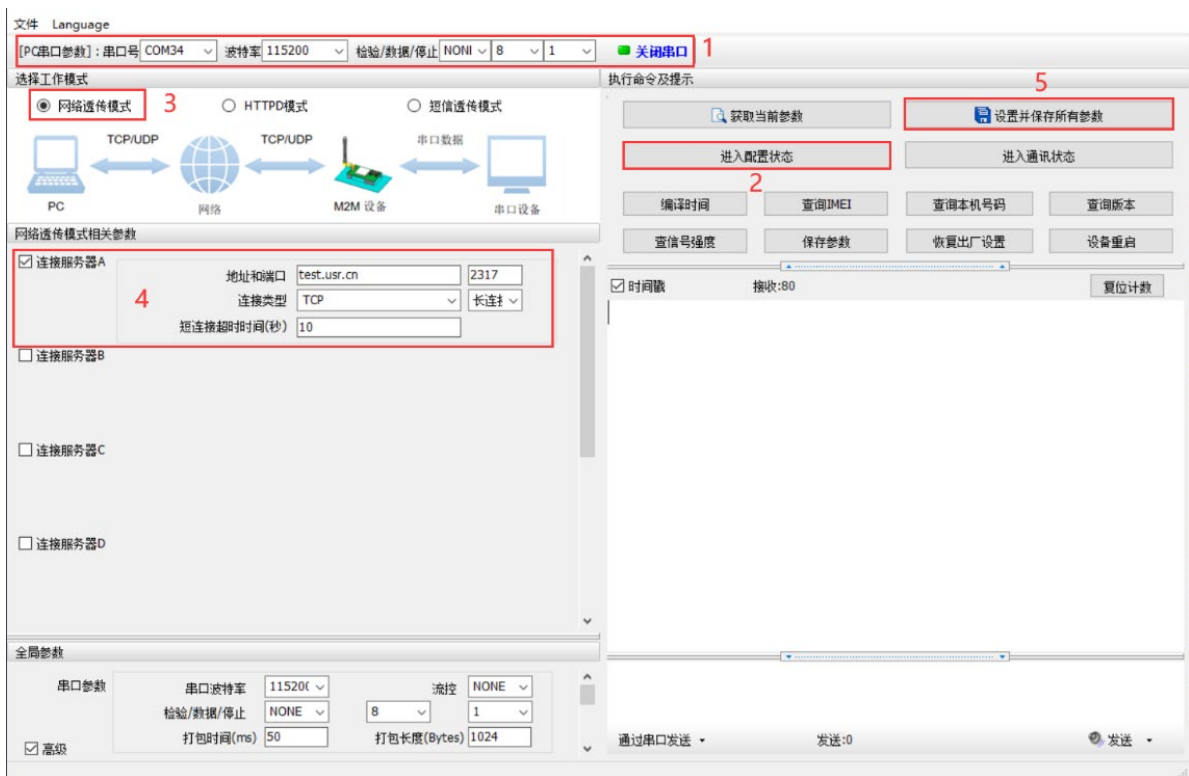 文件 Language
[PC串口参数]：串口号 COM34 波特率 115200 检验/数据/停止 NONI 8 1 关闭串口 1
选择工作模式
网络透传模式 3 HTTPD模式 短信透传模式
TCP/UDP TCP/UDP 串口数据
PC 网络 M2M 设备 串口设备
网络透传模式相关参数
连接服务器A
地址和端口 test.usr.cn 2317
4 连接类型 TCP 长连接
短连接超时时间(秒) 10
连接服务器B
连接服务器C
连接服务器D
全局参数
串口参数 串口波特率 11520( 流控 NONE
检验/数据/停止 NONE 8 1
打包时间(ms) 50 打包长度(Bytes) 1024
高级
执行命令及提示
5
获取当前参数 设置并保存所有参数
进入配置状态 进入通讯状态
2
编译时间 查询IMEI 查询本机号码 查询版本
查信号强度 保存参数 恢复出厂设置 设备重启
时间戳 接收:80 复位计数
通过串口发送 发送:0 发送